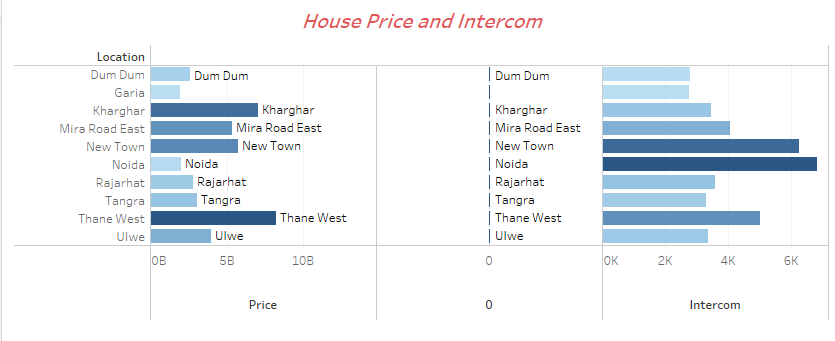 House Price and Intercom
Location
Dum Dum Dum Dum Dum Dum
Garia
Kharghar Kharghar Kharghar
Mira Road East Mira Road East Mira Road East
New Town New Town New Town
Noida Noida Noida
Rajarhat Rajarhat Rajarhat
Tangra Tangra Tangra
Thane West Thane West Thane West
Ulwe Ulwe Ulwe
0B 5B 10B 0 0K 2K 4K 6K
Price 0 Intercom